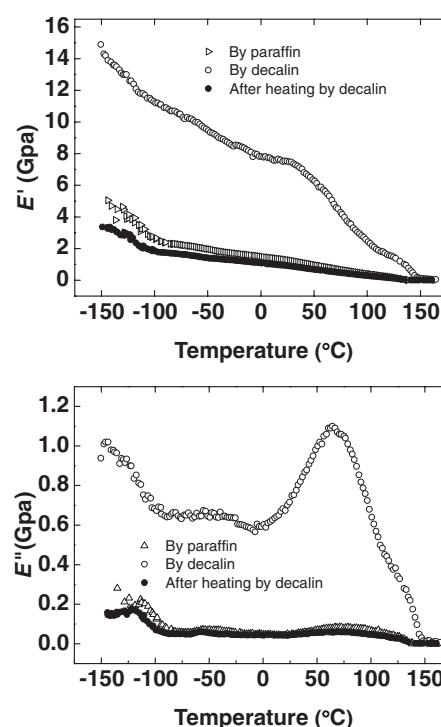 E' (Gpa)
16
14
12
10
8
6
4
2
0
By paraffin
By decalin
After heating by decalin
-150 -100 -50 0 50 100 150
Temperature (°C)
E"(Gpa)
1.2
1.0
0.8
0.6
0.4
0.2
0.0
By paraffin
By decalin
After heating by decalin
-150 -100 -50 0 50 100 150
Temperature (°C)